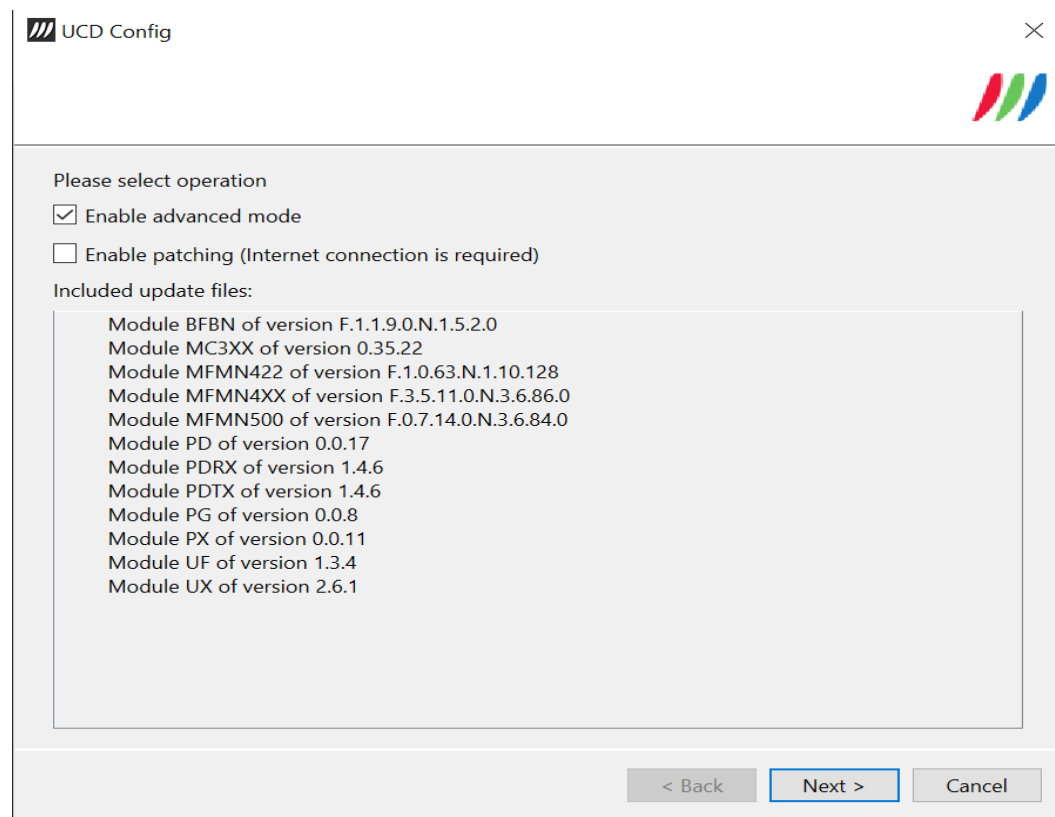 UCD Config
Please select operation
Enable advanced mode
Enable patching (Internet connection is required)
Included update files:
Module BFBN of version F.1.1.9.0.N.1.5.2.0
Module MC3XX of version 0.35.22
Module MFMN422 of version F.1.0.63.N.1.10.128
Module MFMN4XX of version F.3.5.11.0.N.3.6.86.0
Module MFMN500 of version F.0.7.14.0.N.3.6.84.0
Module PD of version 0.0.17
Module PDRX of version 1.4.6
Module PDTX of version 1.4.6
Module PG of version 0.0.8
Module PX of version 0.0.11
Module UF of version 1.3.4
Module UX of version 2.6.1
< Back Next > Cancel